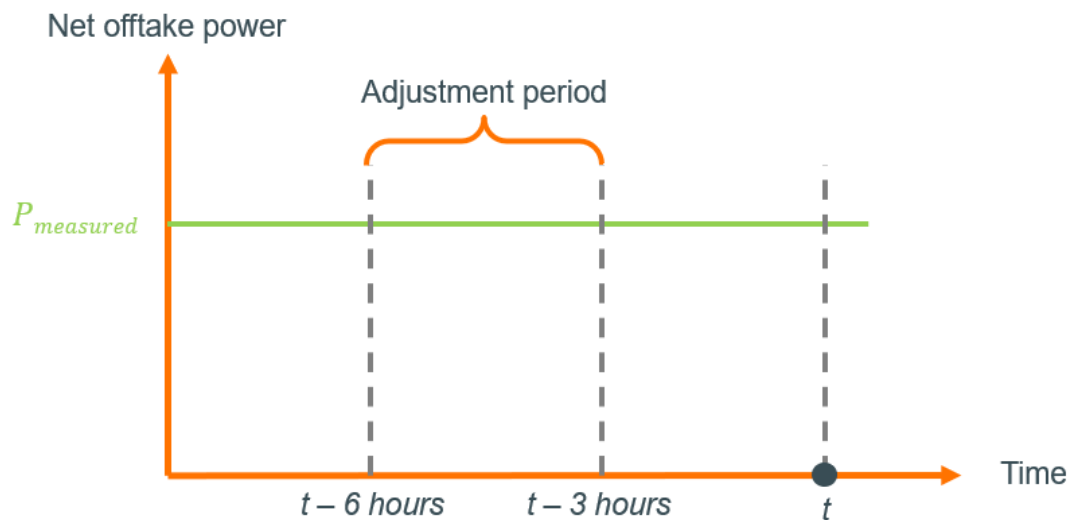 Net offtake power
Adjustment period
P_measured
Time
t – 6 hours
t – 3 hours
t